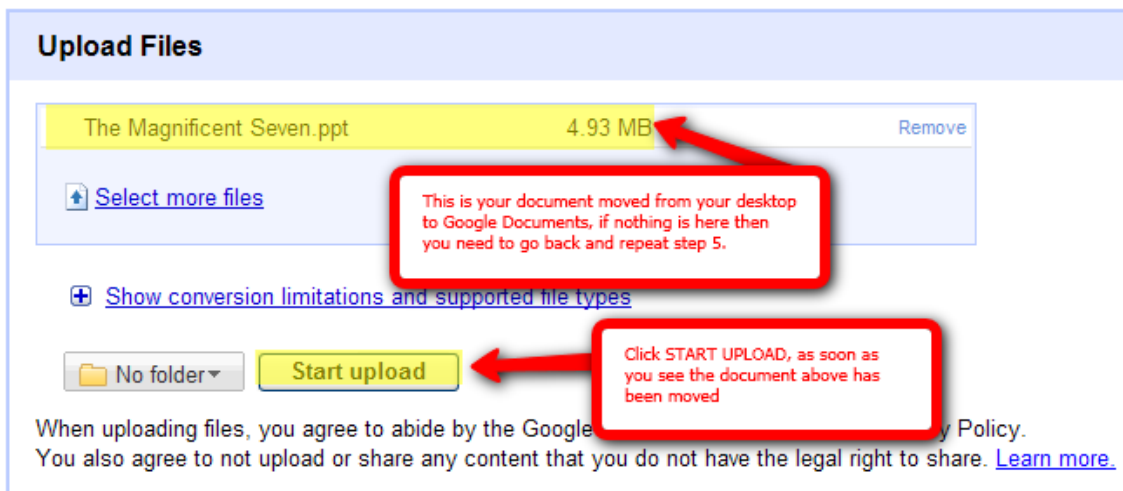 Upload Files
The Magnificent Seven.ppt 4.93 MB Remove
Select more files
This is your document moved from your desktop
to Google Documents, if nothing is here then
you need to go back and repeat step 5.
Show conversion limitations and supported file types
No folder Start upload
Click START UPLOAD, as soon as
you see the document above has
been moved
When uploading files, you agree to abide by the Google y Policy.
You also agree to not upload or share any content that you do not have the legal right to share. Learn more.